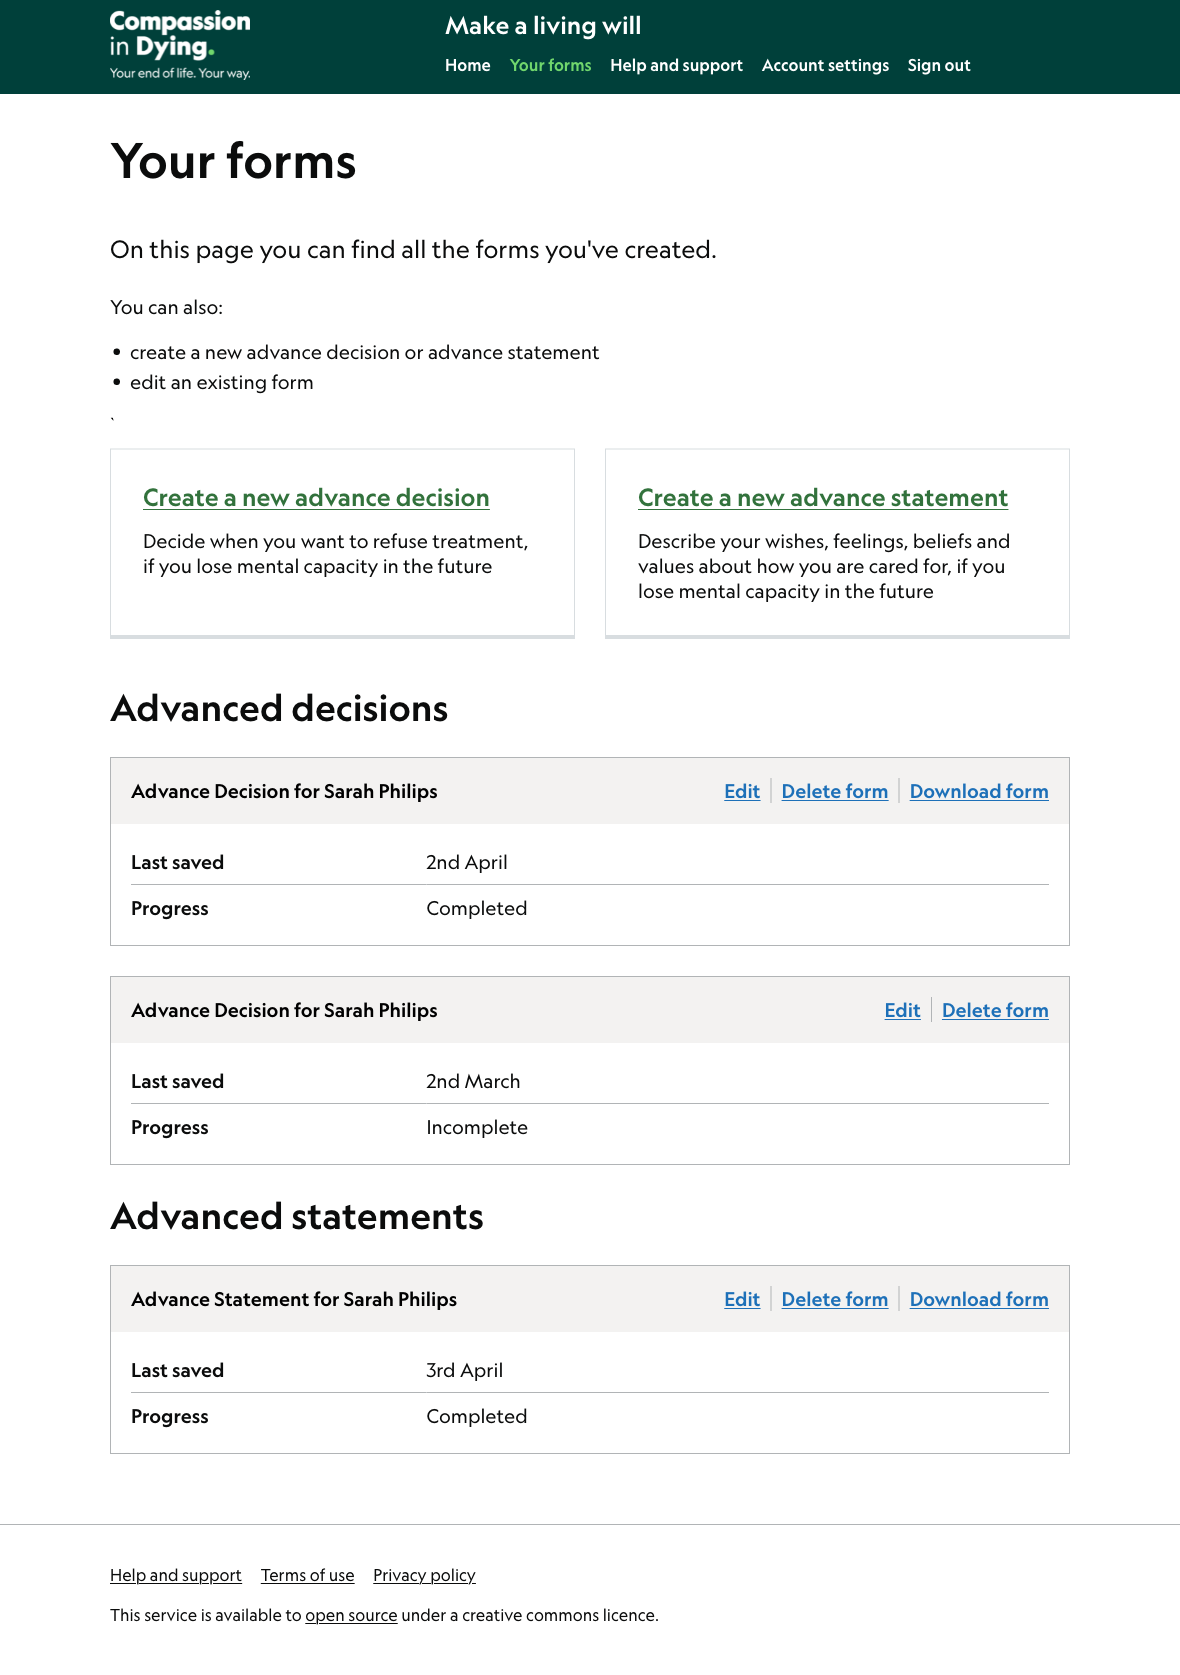 Compassion
in Dying.
Your end of life. Your way.
Make a living will
Home Your forms Help and support Account settings Sign out
Your forms
On this page you can find all the forms you've created.
You can also:
• create a new advance decision or advance statement
• edit an existing form
`
Create a new advance decision
Decide when you want to refuse treatment,
if you lose mental capacity in the future
Create a new advance statement
Describe your wishes, feelings, beliefs and
values about how you are cared for, if you
lose mental capacity in the future
Advanced decisions
Advance Decision for Sarah Philips Edit Delete form Download form
Last saved 2nd April
Progress Completed
Advance Decision for Sarah Philips Edit Delete form
Last saved 2nd March
Progress Incomplete
Advanced statements
Advance Statement for Sarah Philips Edit Delete form Download form
Last saved 3rd April
Progress Completed
Help and support Terms of use Privacy policy
This service is available to open source under a creative commons licence.